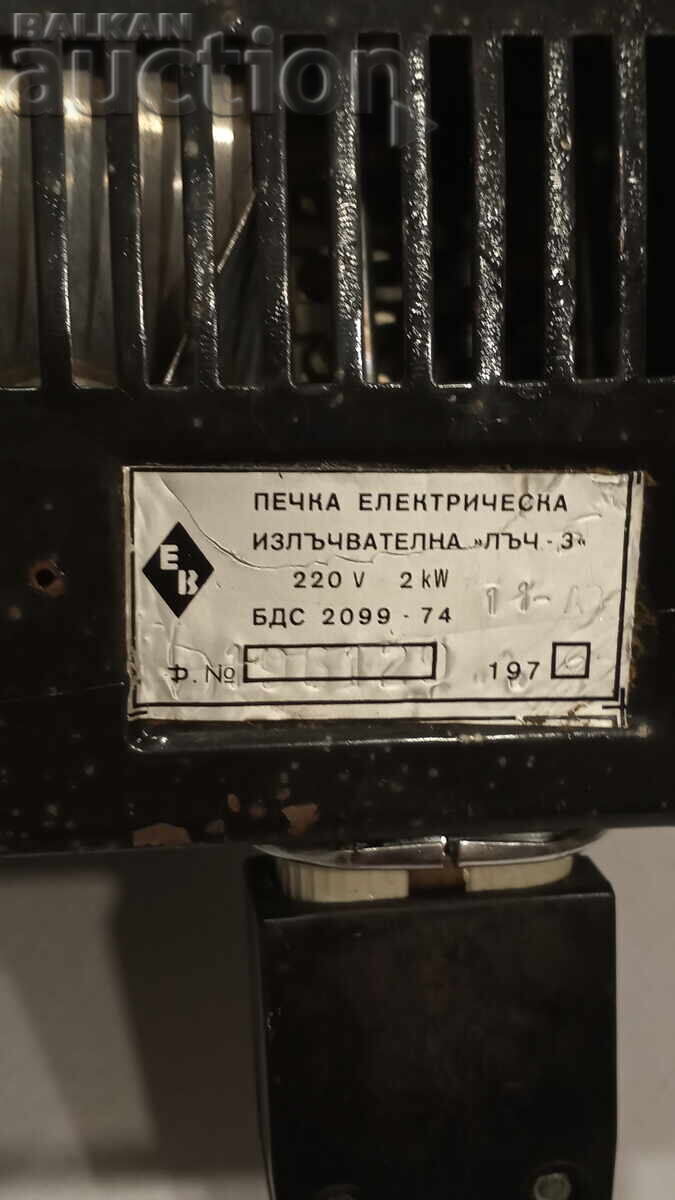 BALKAN
auction
ПЕЧКА ЕЛЕКТРИЧЕСКА
ИЗЛЪЧВАТЕЛНА »ЛЪЧ-3«
ЕВ
220 V 2 kW
БДС 2099-74
Ф. №
197